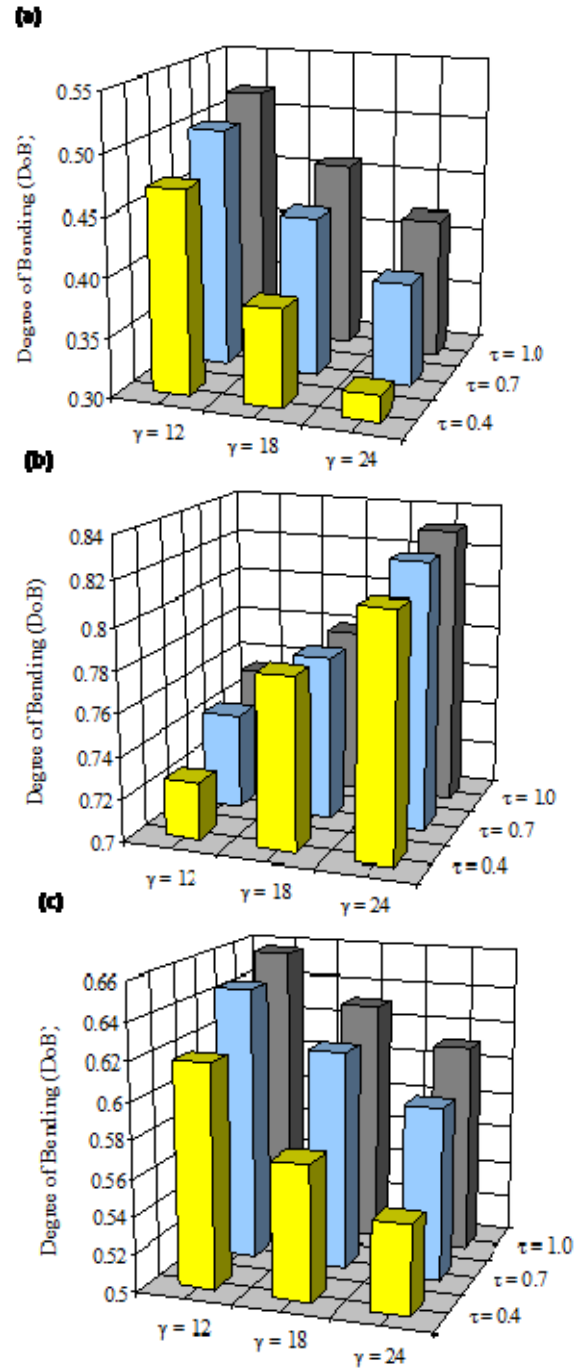 (a)
Degree of Bending (DoB)
0.55
0.50
0.45
0.40
0.35
0.30
γ = 12
γ = 18
γ = 24
τ = 1.0
τ = 0.7
τ = 0.4
(b)
Degree of Bending (DoB)
0.84
0.82
0.8
0.78
0.76
0.74
0.72
0.7
γ = 12
γ = 18
γ = 24
τ = 1.0
τ = 0.7
τ = 0.4
(c)
Degree of Bending (DoB)
0.66
0.64
0.62
0.6
0.58
0.56
0.54
0.52
0.5
γ = 12
γ = 18
γ = 24
τ = 1.0
τ = 0.7
τ = 0.4